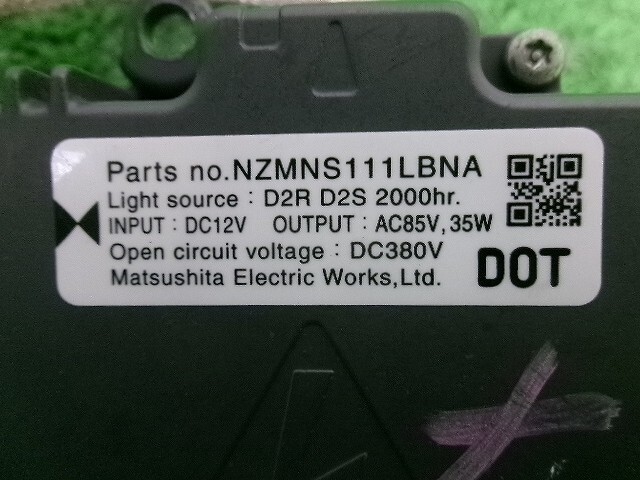 Parts no.NZMNS111LBNA
Light source : D2R D2S 2000hr.
INPUT : DC12V OUTPUT : AC85V, 35W
Open circuit voltage : DC380V
Matsushita Electric Works,Ltd.
DOT